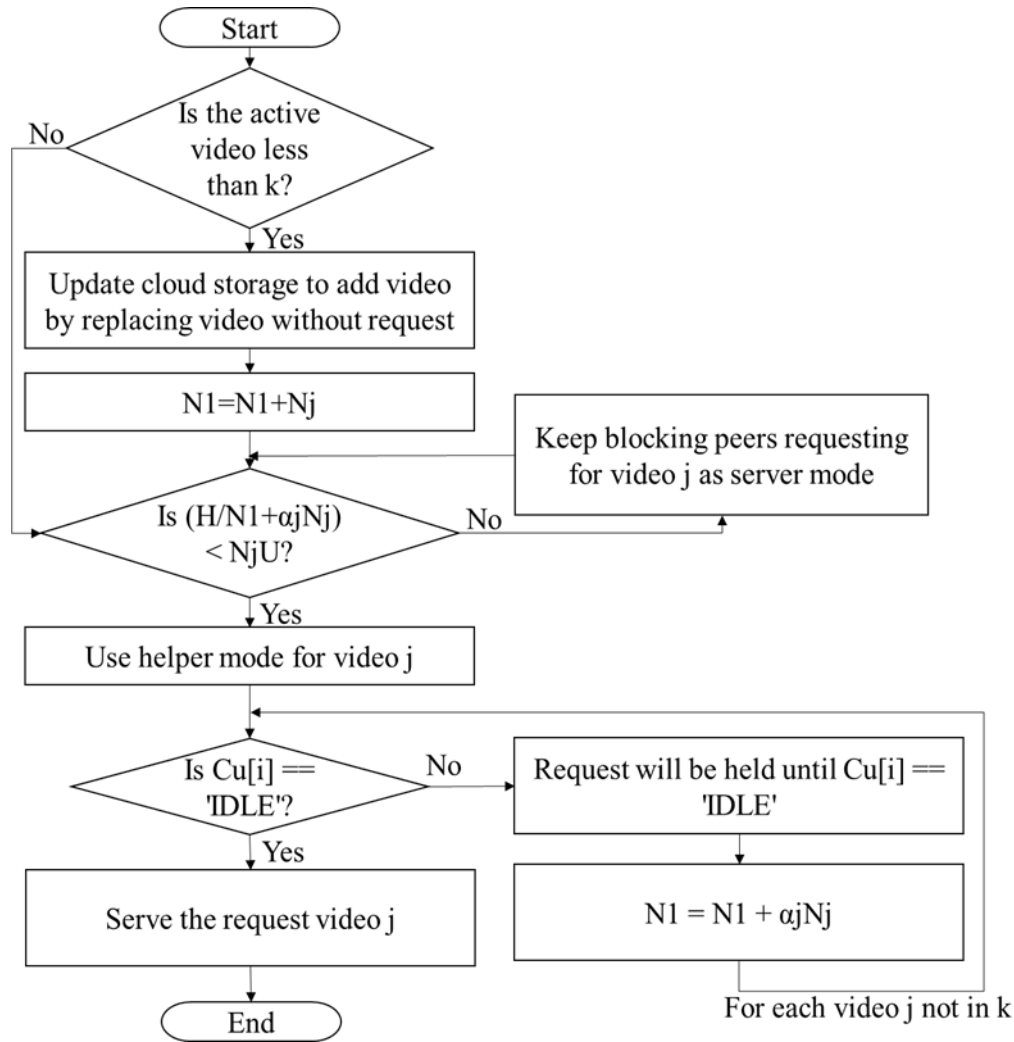 Start
Is the active
video less
than k?
No
Yes
Update cloud storage to add video
by replacing video without request
N1=N1+Nj
Keep blocking peers requesting
for video j as server mode
Is (H/N1+αjNj)
< NjU?
No
Yes
Use helper mode for video j
Is Cu[i] ==
'IDLE'?
No
Request will be held until Cu[i] ==
'IDLE'
Yes
Serve the request video j
N1 = N1 + αjNj
For each video j not in k
End